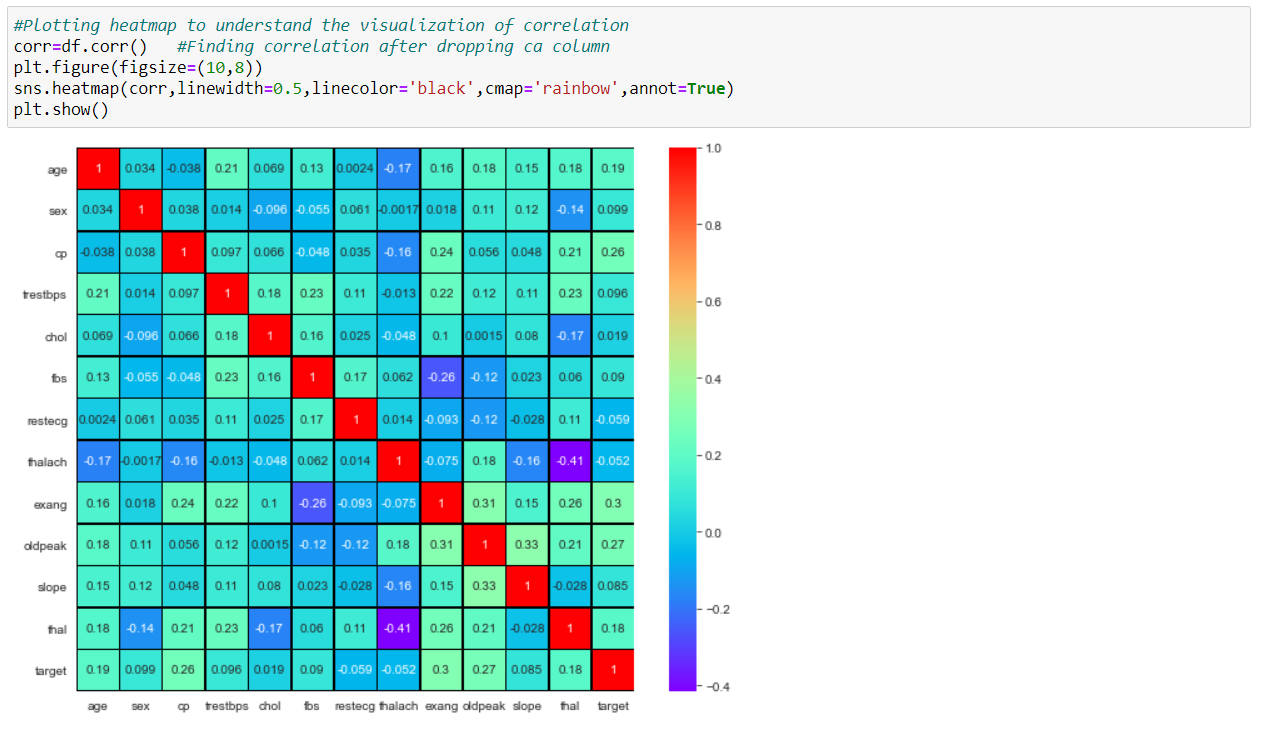 #Plotting heatmap to understand the visualization of correlation
corr=df.corr()   #Finding correlation after dropping ca column
plt.figure(figsize=(10,8))
sns.heatmap(corr,linewidth=0.5,linecolor='black',cmap='rainbow',annot=True)
plt.show()
age 1 0.034 -0.038 0.21 0.069 0.13 0.0024 -0.17 0.16 0.18 0.15 0.18 0.19
sex 0.034 1 0.038 0.014 -0.096 -0.055 0.061 -0.0017 0.018 0.11 0.12 -0.14 0.099
cp -0.038 0.038 1 0.097 0.066 -0.048 0.035 -0.16 0.24 0.056 0.048 0.21 0.26
trestbps 0.21 0.014 0.097 1 0.18 0.23 0.11 -0.013 0.22 0.12 0.11 0.23 0.096
chol 0.069 -0.096 0.066 0.18 1 0.16 0.025 -0.048 0.1 0.0015 0.08 -0.17 0.019
fbs 0.13 -0.055 -0.048 0.23 0.16 1 0.17 0.062 -0.26 -0.12 0.023 0.06 0.09
restecg 0.0024 0.061 0.035 0.11 0.025 0.17 1 0.014 -0.093 -0.12 -0.028 0.11 -0.059
thalach -0.17 -0.0017 -0.16 -0.013 -0.048 0.062 0.014 1 -0.075 0.18 -0.16 -0.41 -0.052
exang 0.16 0.018 0.24 0.22 0.1 -0.26 -0.093 -0.075 1 0.31 0.15 0.26 0.3
oldpeak 0.18 0.11 0.056 0.12 0.0015 -0.12 -0.12 0.18 0.31 1 0.33 0.21 0.27
slope 0.15 0.12 0.048 0.11 0.08 0.023 -0.028 -0.16 0.15 0.33 1 -0.028 0.085
thal 0.18 -0.14 0.21 0.23 -0.17 0.06 0.11 -0.41 0.26 0.21 -0.028 1 0.18
target 0.19 0.099 0.26 0.096 0.019 0.09 -0.059 -0.052 0.3 0.27 0.085 0.18 1
age sex cp trestbps chol fbs restecg thalach exang oldpeak slope thal target
1.0
0.8
0.6
0.4
0.2
0.0
-0.2
-0.4